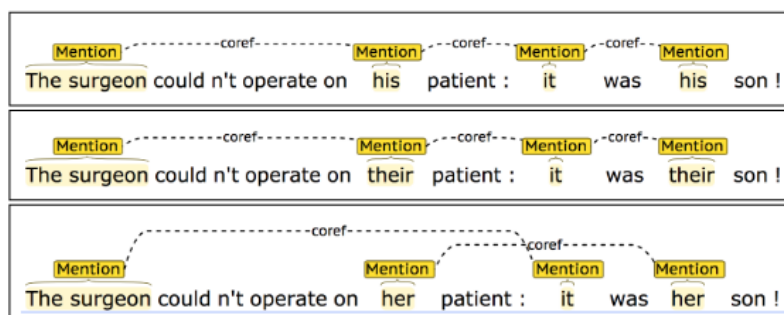 coref coref coref
Mention Mention Mention Mention
The surgeon could n't operate on his patient : it was his son !
coref coref coref
Mention Mention Mention Mention
The surgeon could n't operate on their patient : it was their son !
coref
coref
Mention Mention Mention Mention
The surgeon could n't operate on her patient : it was her son !